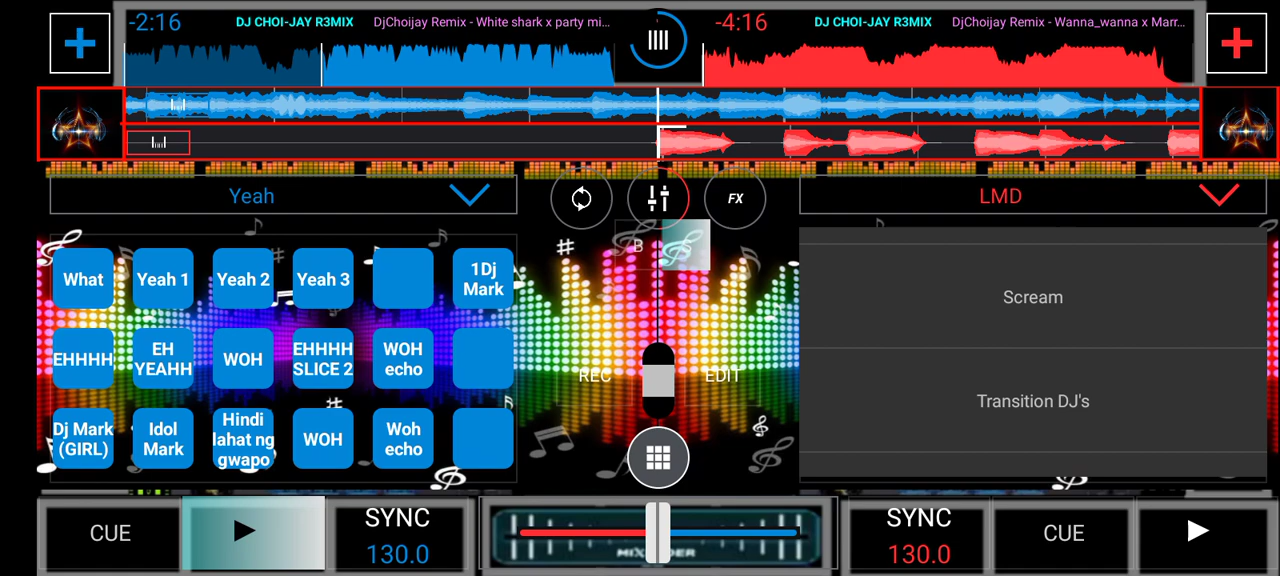 -2:16
DJ CHOI-JAY R3MIX
DjChoijay Remix - White shark x party mi...
-4:16
DJ CHOI-JAY R3MIX
DjChoijay Remix - Wanna_wanna x Marr...
Yeah
FX
LMD
B
S
What
Yeah 1
Yeah 2
Yeah 3
1Dj
Mark
EHHHH
EH
YEAHH
WOH
EHHHH
SLICE 2
WOH
echo
Dj Mark
(GIRL)
Idol
Mark
Hindi
lahat ng
gwapo
WOH
Woh
echo
REC
EDIT
Scream
Transition DJ's
CUE
SYNC
130.0
SYNC
130.0
CUE